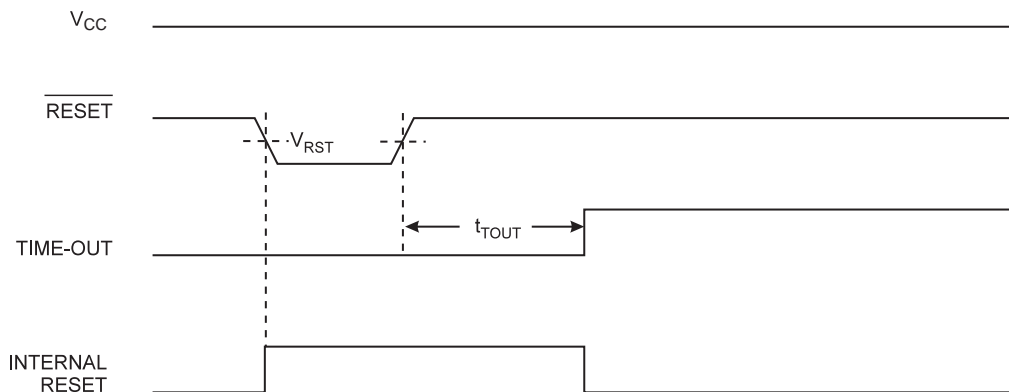 VCC
RESET
VRST
tTOUT
TIME-OUT
INTERNAL
RESET